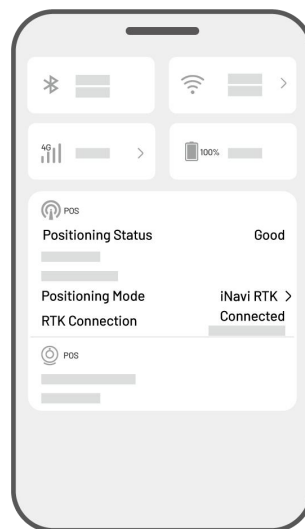 4G
100%
POS
Positioning Status Good
Positioning Mode iNavi RTK >
RTK Connection Connected
POS